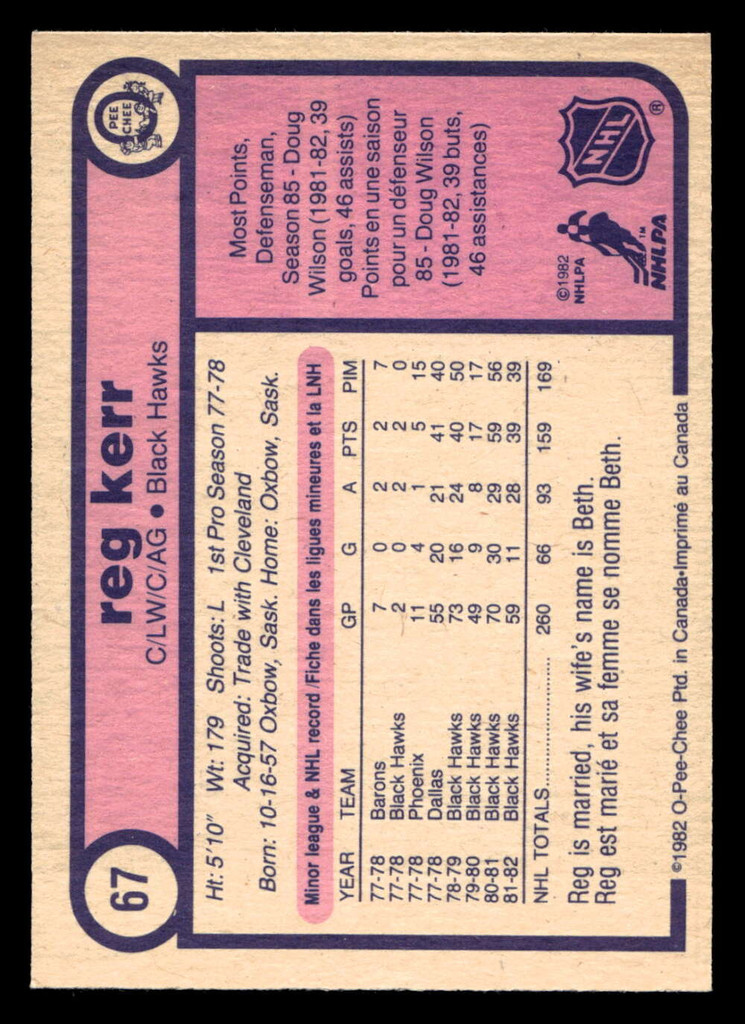 67
reg kerr
C/LW/C/AG • Black Hawks
O
PEE
CHEE
Ht: 5'10" Wt: 179 Shoots: L 1st Pro Season 77-78
Acquired: Trade with Cleveland
Born: 10-16-57 Oxbow, Sask. Home: Oxbow, Sask.
Minor league & NHL record/Fiche dans les ligues mineures et la LNH
YEAR TEAM GP G A PTS PIM
77-78 Barons 7 0 2 2 7
77-78 Black Hawks 2 0 2 2 0
77-78 Phoenix 11 4 1 5 15
77-78 Dallas 55 20 21 41 40
78-79 Black Hawks 73 16 24 40 50
79-80 Black Hawks 49 9 8 17 17
80-81 Black Hawks 70 30 29 59 56
81-82 Black Hawks 59 11 28 39 39
NHL TOTALS.................... 260 66 93 159 169
Reg is married, his wife's name is Beth.
Reg est marié et sa femme se nomme Beth.
Most Points,
Defenseman,
Season 85 - Doug
Wilson (1981-82, 39
goals, 46 assists)
Points en une saison
pour un défenseur
85 - Doug Wilson
(1981-82, 39 buts,
46 assistances)
©1982
NHLPA
NHLPA™
NHL®
©1982 O-Pee-Chee Ptd. in Canada•Imprimé au Canada